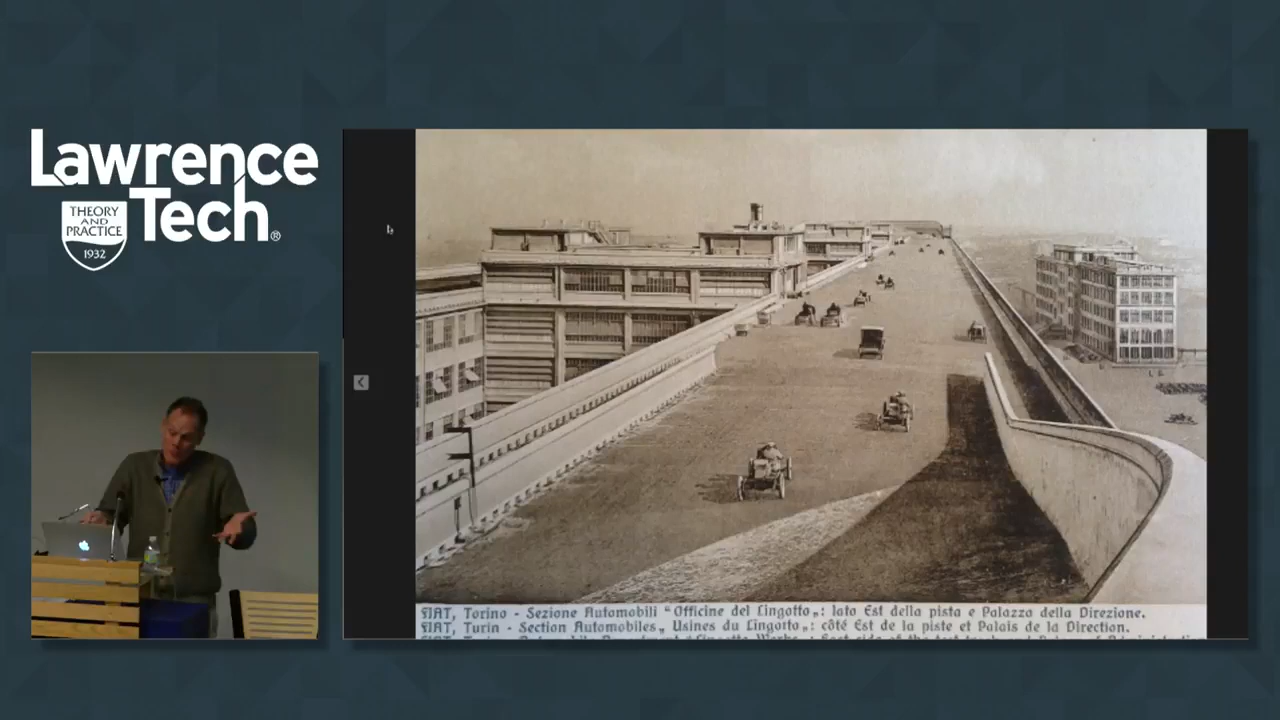 Lawrence
Tech®
THEORY
AND
PRACTICE
1932
FIAT, Torino - Sezione Automobili "Officine del Lingotto„: lato Est della pista e Palazzo della Direzione.
FIAT, Turin - Section Automobiles„ Usines du Lingotto„: côté Est de la piste et Palais de la Direction.